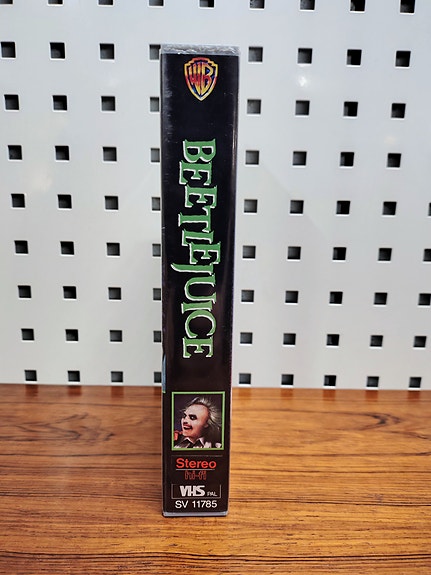 WB
BEETLEJUICE
Stereo
hi-fi
VHS PAL
SV 11785